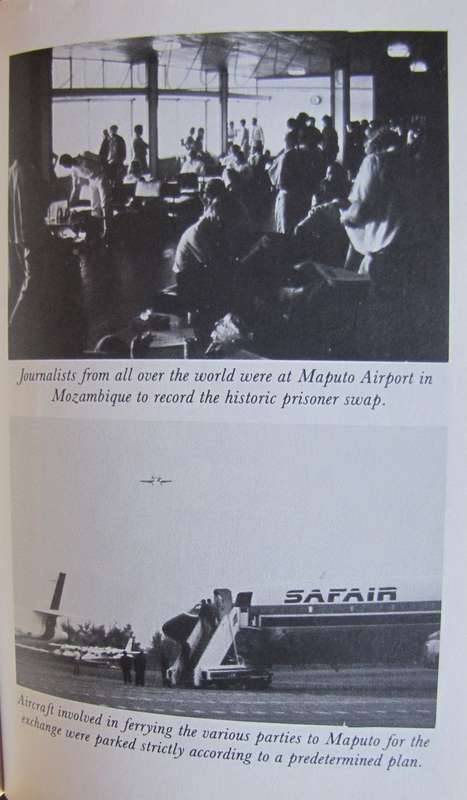 Journalists from all over the world were at Maputo Airport in
Mozambique to record the historic prisoner swap.
SAFAIR
Aircraft involved in ferrying the various parties to Maputo for the
exchange were parked strictly according to a predetermined plan.